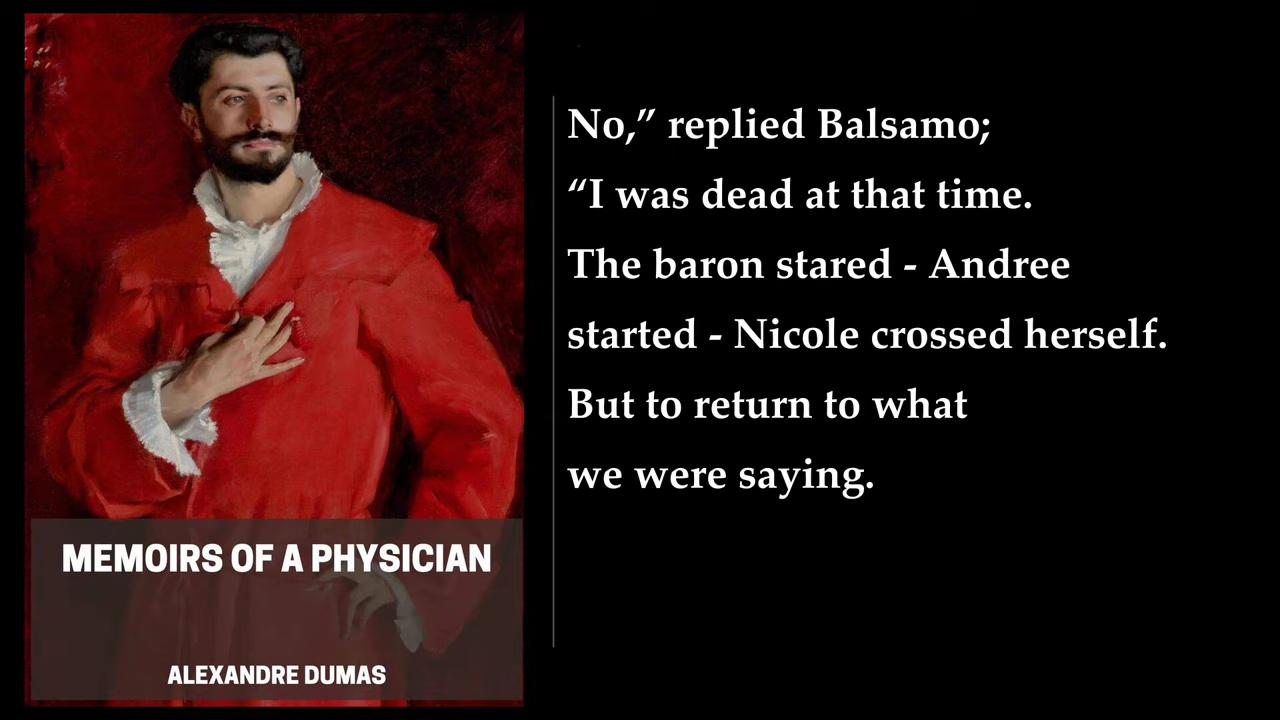 MEMOIRS OF A PHYSICIAN
ALEXANDRE DUMAS
No,” replied Balsamo;
“I was dead at that time.
The baron stared - Andree
started - Nicole crossed herself.
But to return to what
we were saying.